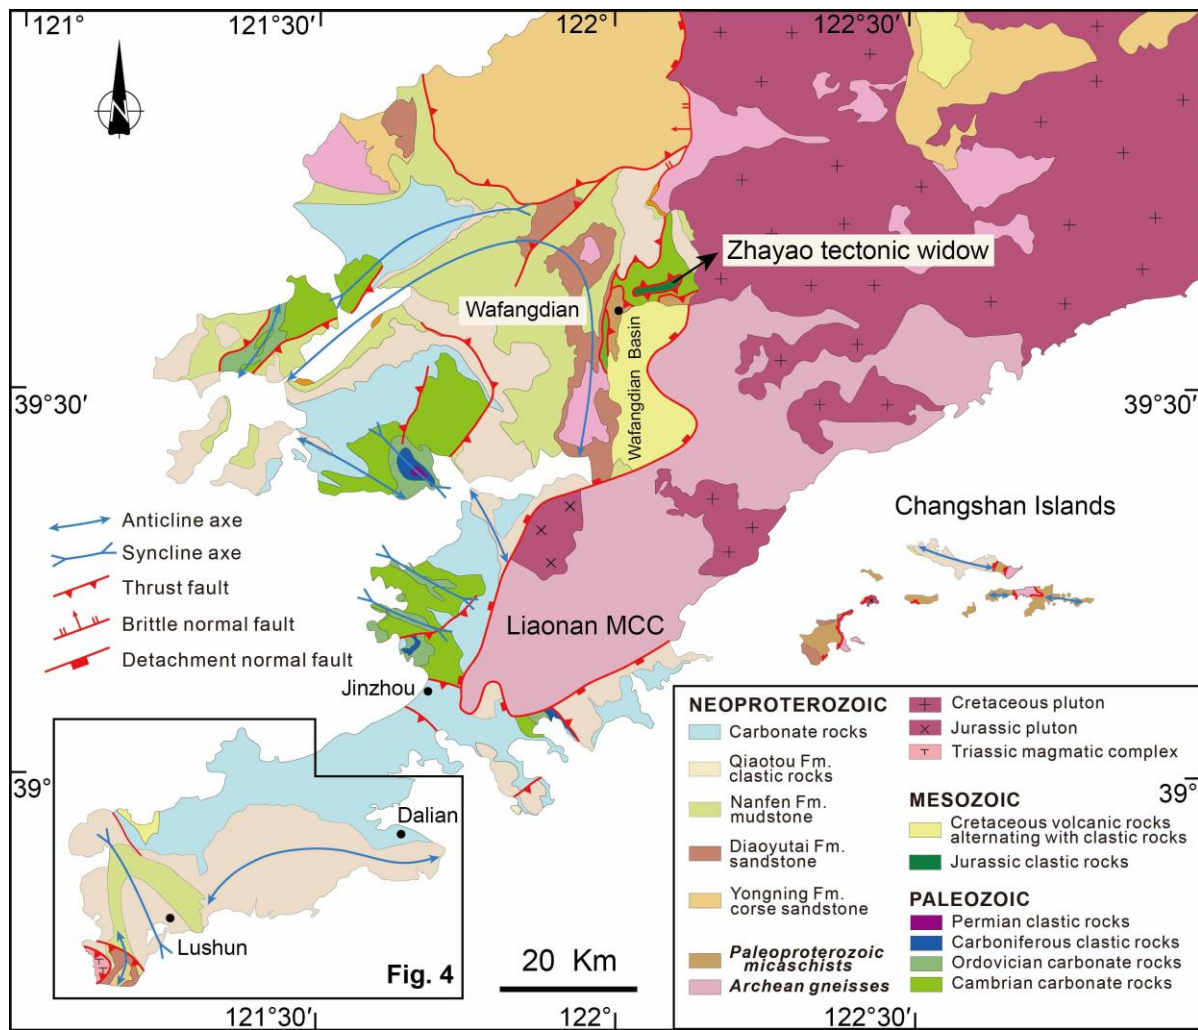 121°
121°30′
122°
122°30′
N
Zhayao tectonic widow
Wafangdian
Wafangdian Basin
39°30′
39°30′
Changshan Islands
Anticline axe
Syncline axe
Thrust fault
Brittle normal fault
Detachment normal fault
Liaonan MCC
Jinzhou
39°
39°
Dalian
Lushun
Fig. 4
20 Km
NEOPROTEROZOIC
Carbonate rocks
Qiaotou Fm.
clastic rocks
Nanfen Fm.
mudstone
Diaoyutai Fm.
sandstone
Yongning Fm.
corse sandstone
Paleoproterozoic
micaschists
Archean gneisses
Cretaceous pluton
Jurassic pluton
Triassic magmatic complex
MESOZOIC
Cretaceous volcanic rocks
alternating with clastic rocks
Jurassic clastic rocks
PALEOZOIC
Permian clastic rocks
Carboniferous clastic rocks
Ordovician carbonate rocks
Cambrian carbonate rocks
121°30′
122°
122°30′